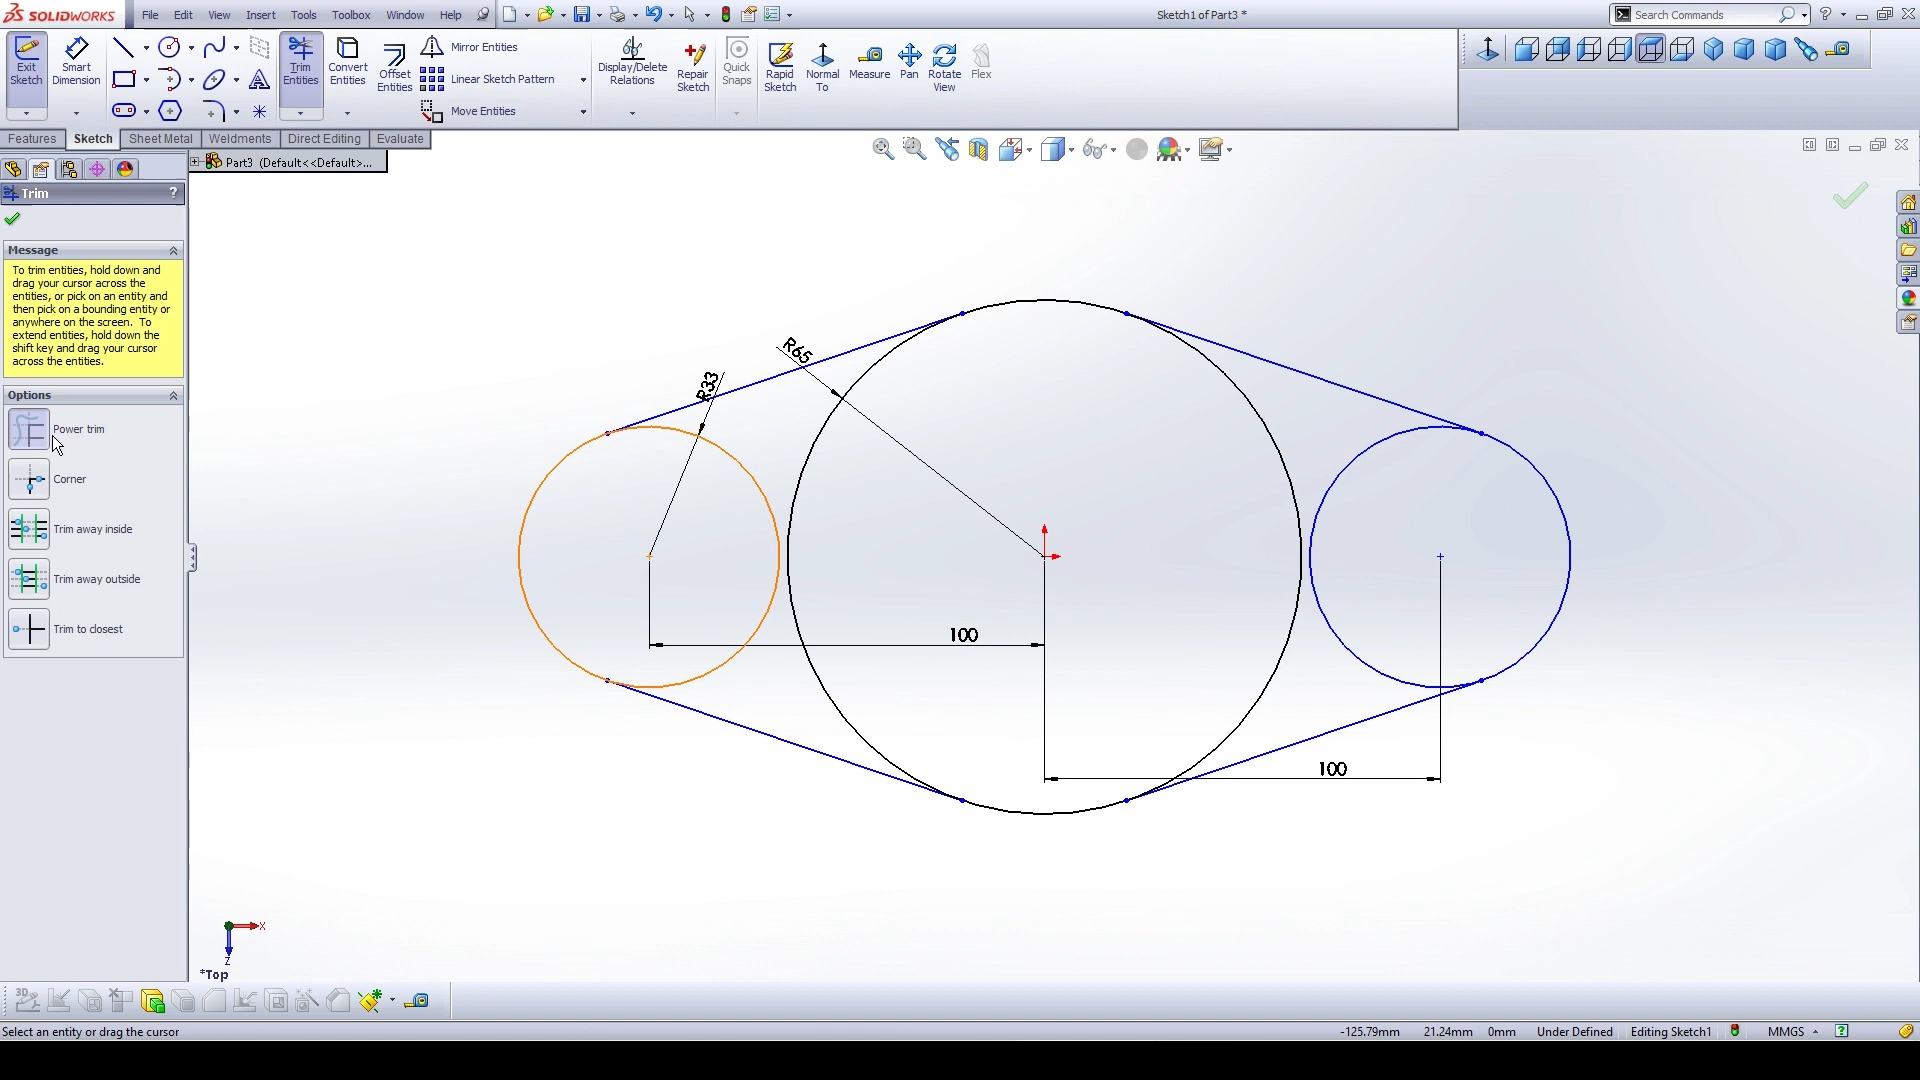 SOLIDWORKS File Edit View Insert Tools Toolbox Window Help Sketch1 of Part3 * Search Commands ?
Exit Sketch
Smart Dimension
Trim Entities
Convert Entities
Offset Entities
Mirror Entities
Linear Sketch Pattern
Move Entities
Display/Delete Relations
Repair Sketch
Quick Snaps
Rapid Sketch
Normal To
Measure
Pan
Rotate View
Flex
Features Sketch Sheet Metal Weldments Direct Editing Evaluate
Part3 (Default<<Default>...
Trim ?
Message
To trim entities, hold down and
drag your cursor across the
entities, or pick on an entity and
then pick on a bounding entity or
anywhere on the screen. To
extend entities, hold down the
shift key and drag your cursor
across the entities.
Options
Power trim
Corner
Trim away inside
Trim away outside
Trim to closest
R65
R33
100
100
X
Z
*Top
3D
Select an entity or drag the cursor -125.79mm 21.24mm 0mm Under Defined Editing Sketch1 MMGS ?